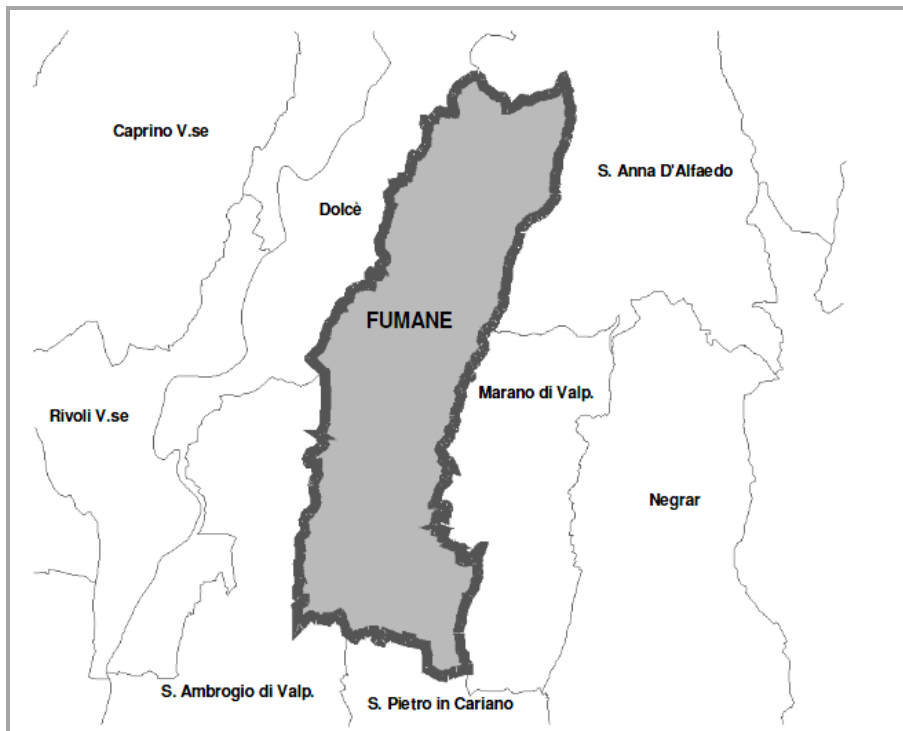 Caprino V.se
S. Anna D'Alfaedo
Dolcè
FUMANE
Marano di Valp.
Rivoli V.se
Negrar
S. Ambrogio di Valp.
S. Pietro in Cariano